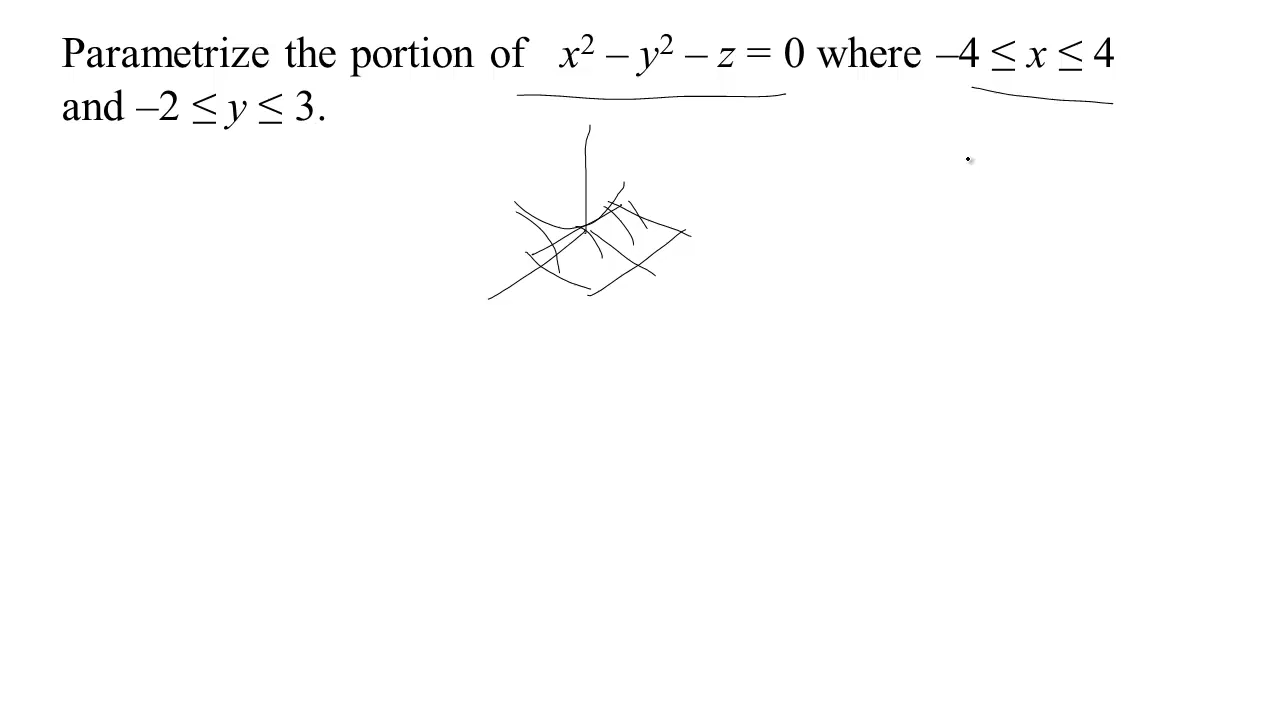 Parametrize the portion of x² – y² – z = 0 where –4 ≤ x ≤ 4
and –2 ≤ y ≤ 3.